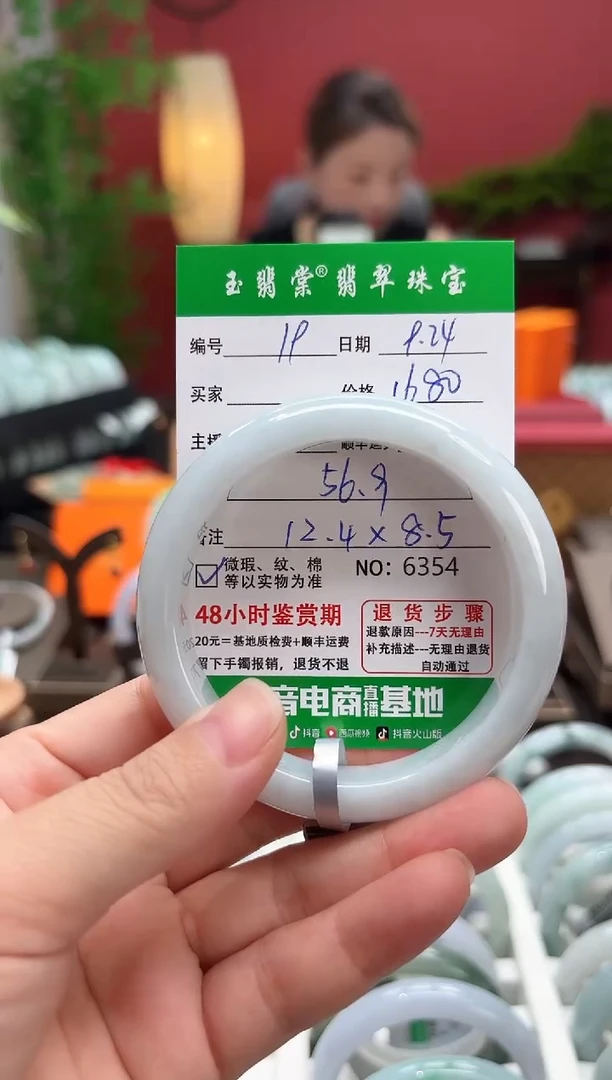 玉翡棠®翡翠珠宝
编号 19 日期 9.24
买家 价格 1680
主播
56.9
备注 12.4×8.5
微瑕、纹、棉
等以实物为准
NO: 6354
48小时鉴赏期
20元=基地质检费+顺丰运费
留下手镯报销，退货不退
退货步骤
退款原因---7天无理由
补充描述---无理由退货
自动通过
音电商直播基地
抖音 西瓜视频 抖音火山版